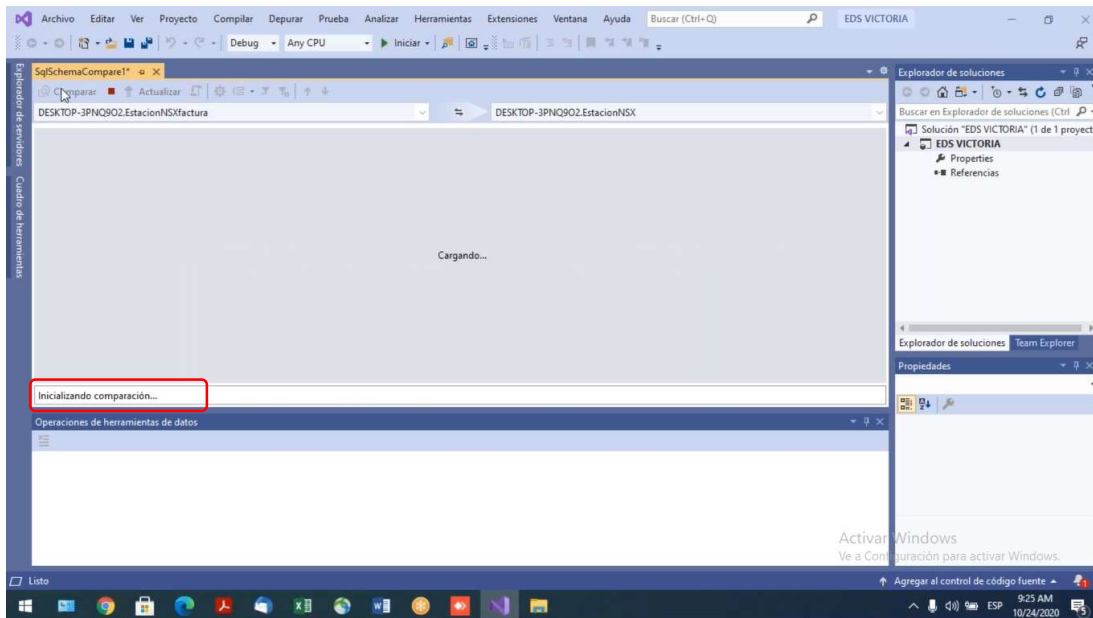 Archivo Editar Ver Proyecto Compilar Depurar Prueba Analizar Herramientas Extensiones Ventana Ayuda Buscar (Ctrl+Q) EDS VICTORIA
Debug Any CPU Iniciar
Explorador de servidores
Cuadro de herramientas
SqlSchemaCompare1*
Comparar Actualizar
DESKTOP-3PNQ9O2.EstacionNSXfactura DESKTOP-3PNQ9O2.EstacionNSX
Cargando...
Inicializando comparación...
Operaciones de herramientas de datos
Explorador de soluciones
Buscar en Explorador de soluciones (Ctrl
Solución "EDS VICTORIA" (1 de 1 proyect
EDS VICTORIA
Properties
Referencias
Explorador de soluciones Team Explorer
Propiedades
Activar Windows
Ve a Configuración para activar Windows.
Listo Agregar al control de código fuente 1
ESP 9:25 AM
10/24/2020 5